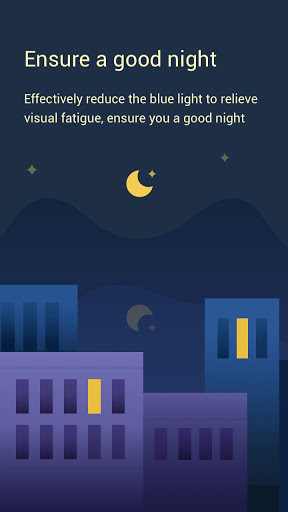 Ensure a good night
Effectively reduce the blue light to relieve
visual fatigue, ensure you a good night